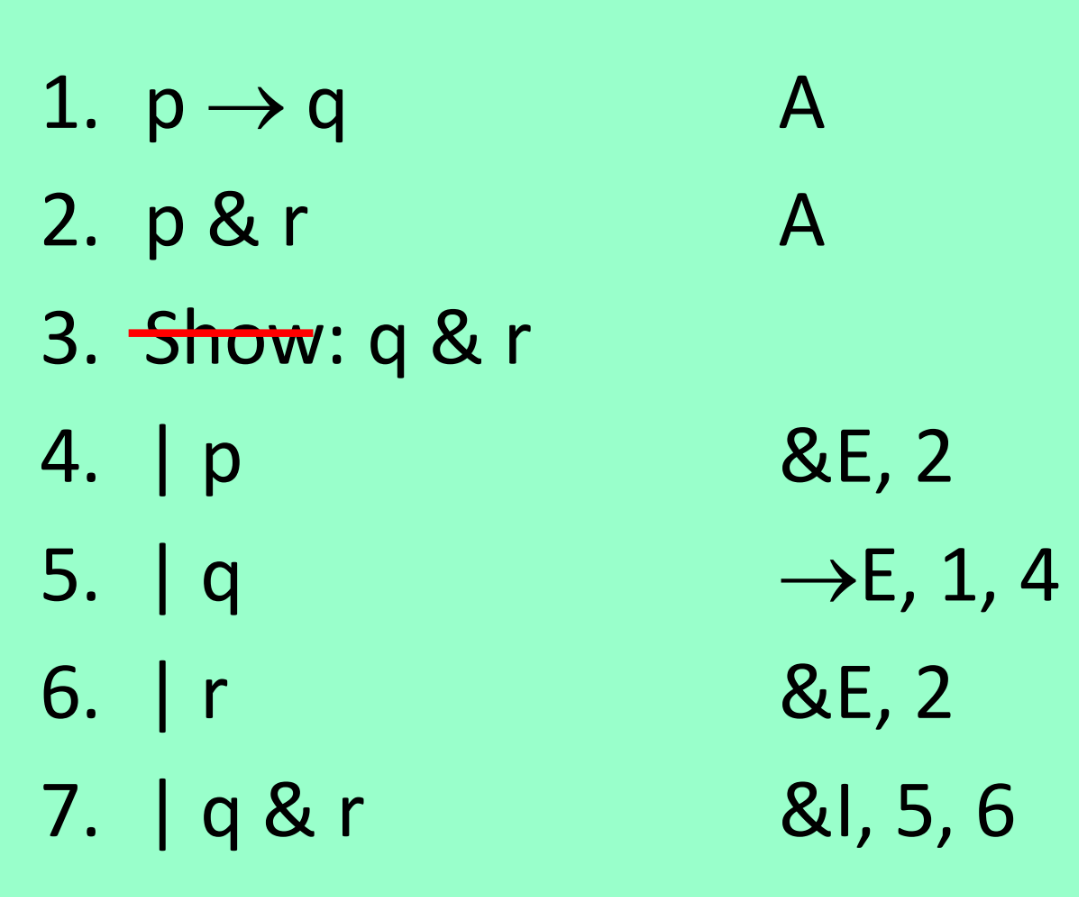 1. p → q A
2. p & r A
3. Show: q & r
4. | p &E, 2
5. | q →E, 1, 4
6. | r &E, 2
7. | q & r &I, 5, 6